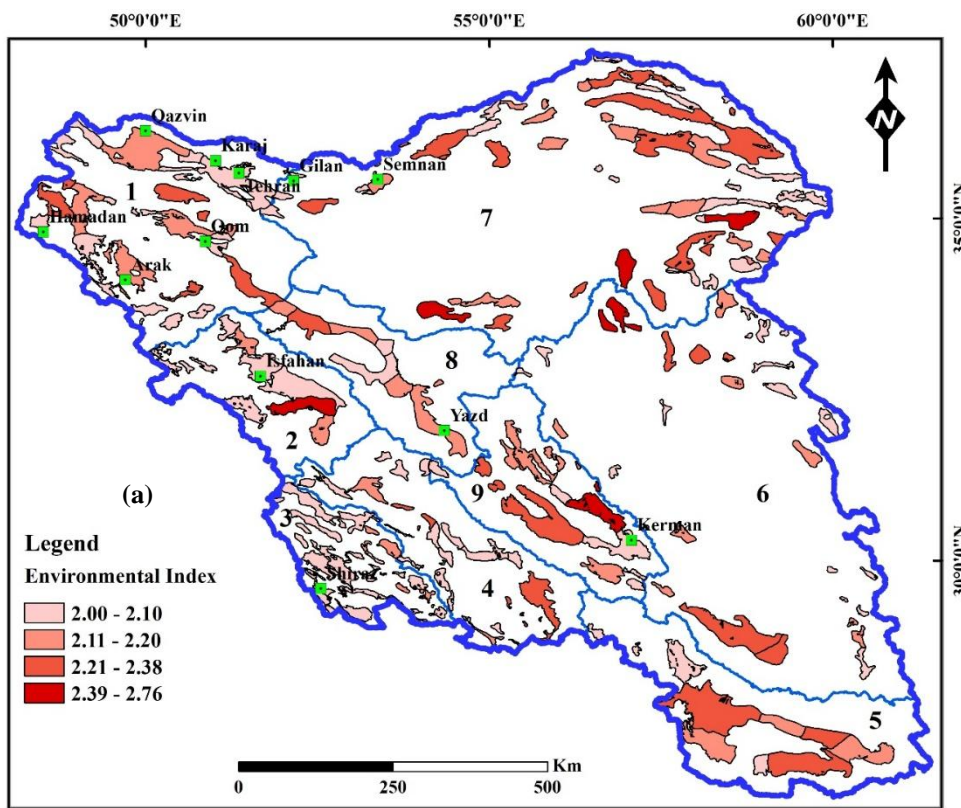 50°0'0"E 55°0'0"E 60°0'0"E
N
Qazvin
Karaj
Tehran
Gilan
Semnan
1
Hamadan
Qom
Arak
7
35°0'0"N
Esfahan
8
Yazd
2
9
6
(a)
3
Kerman
Shiraz
4
30°0'0"N
5
Legend
Environmental Index
2.00 - 2.10
2.11 - 2.20
2.21 - 2.38
2.39 - 2.76
Km
0 250 500